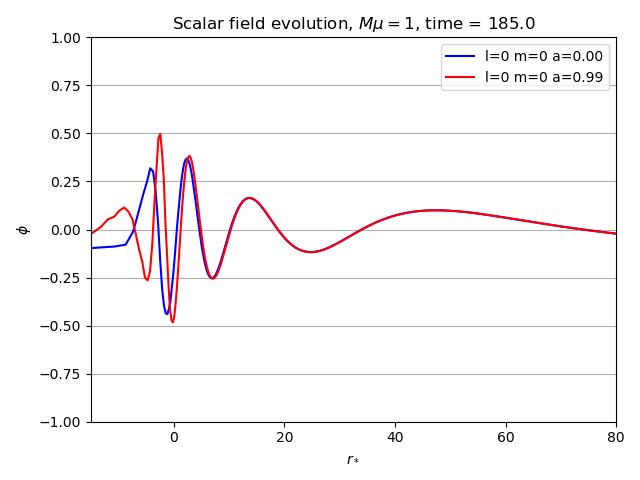 Scalar field evolution, $M\mu = 1$, time = 185.0
l=0 m=0 a=0.00
l=0 m=0 a=0.99
1.00
0.75
0.50
0.25
0.00
−0.25
−0.50
−0.75
−1.00
ϕ
0 20 40 60 80
r*